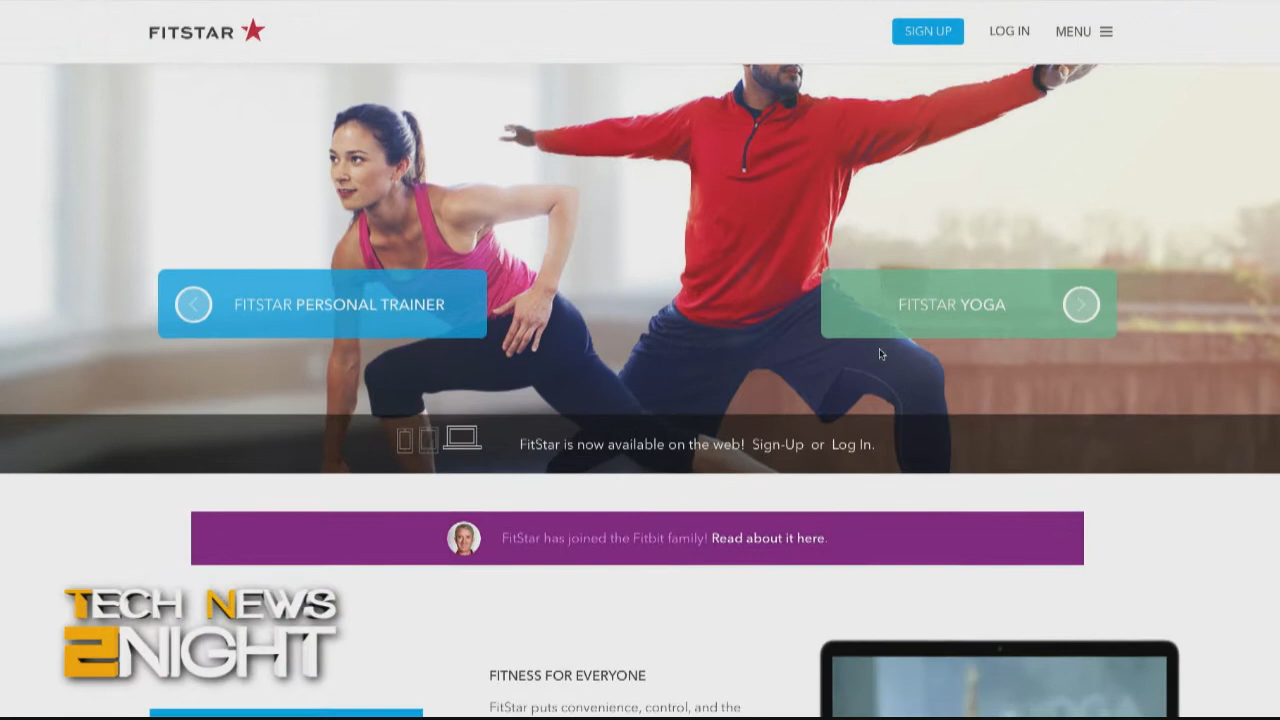 FITSTAR
SIGN UP
LOG IN
MENU
FITSTAR PERSONAL TRAINER
FITSTAR YOGA
FitStar is now available on the web! Sign-Up or Log In.
FitStar has joined the Fitbit family! Read about it here.
TECH NEWS
2NIGHT
FITNESS FOR EVERYONE
FitStar puts convenience, control, and the